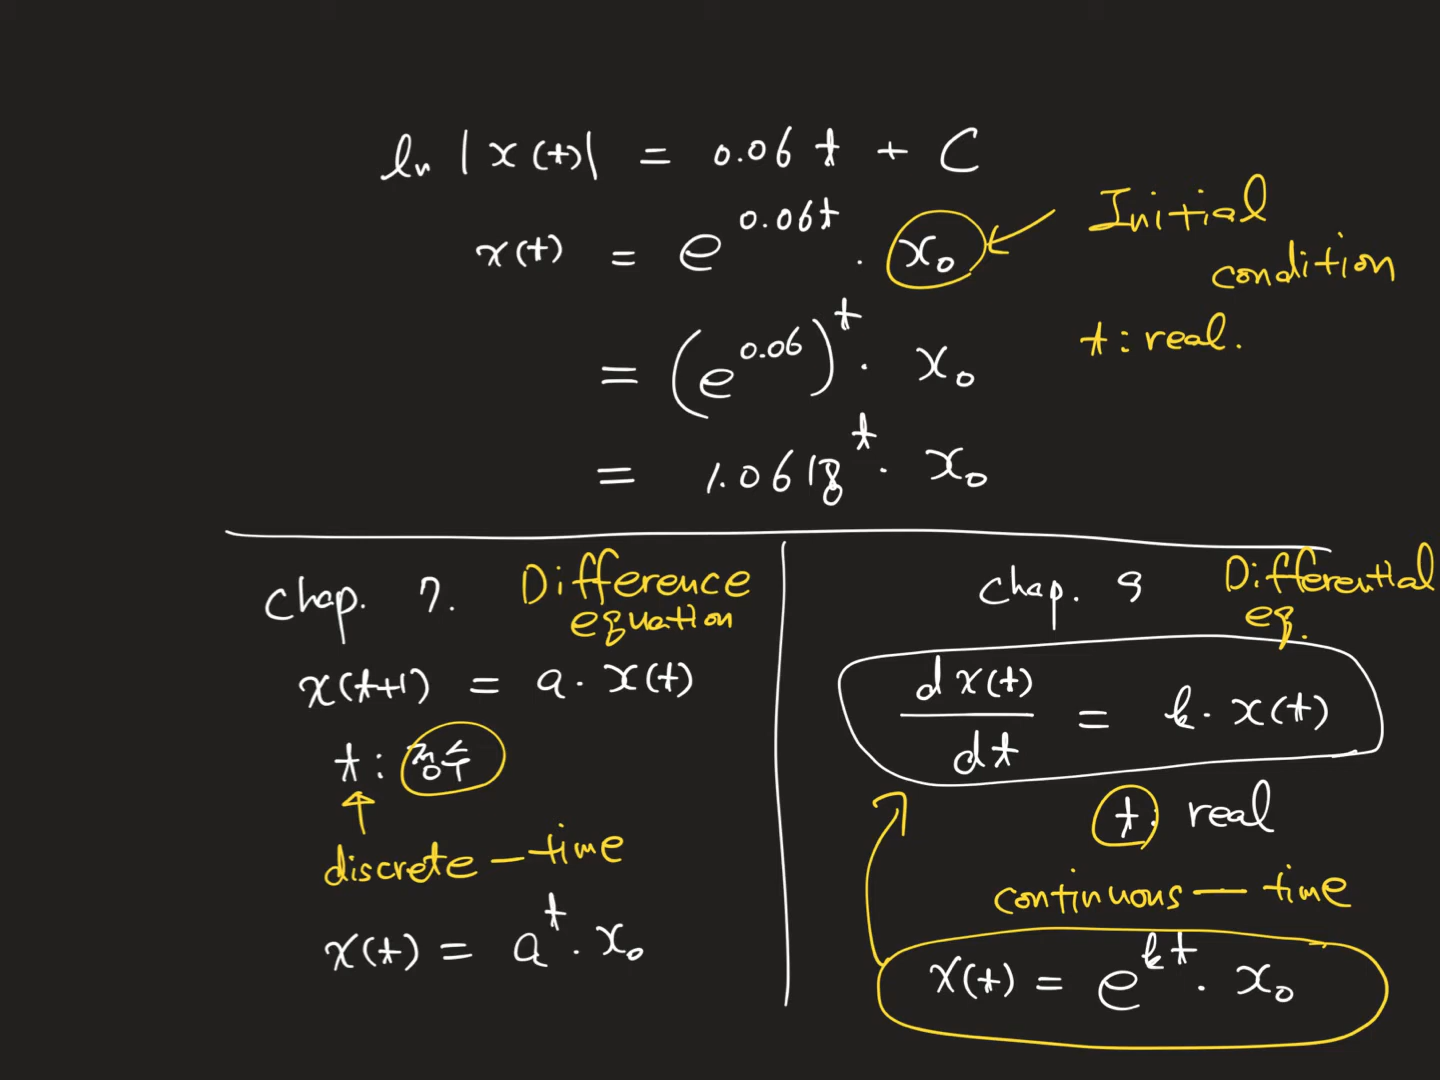 ln |x(t)| = 0.06t + C
x(t) = e^{0.06t} · x₀
Initial condition
= (e^{0.06})^t · x₀
t : real.
= 1.0618^t · x₀
chap. 7. Difference equation
x(t+1) = a · x(t)
t : 정수
discrete-time
x(t) = a^t · x₀
chap. 9 Differential eq.
dx(t)/dt = k · x(t)
t : real
continuous-time
x(t) = e^{kt} · x₀